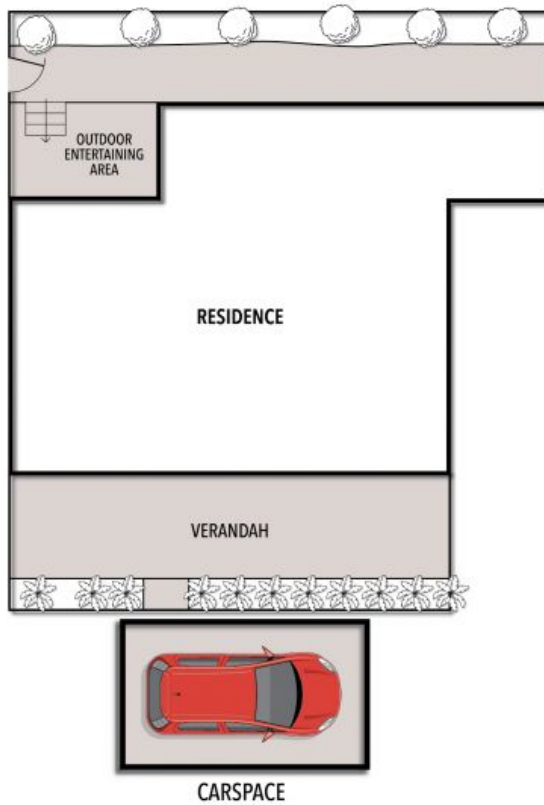 OUTDOOR
ENTERTAINING
AREA
RESIDENCE
VERANDAH
CARSPACE